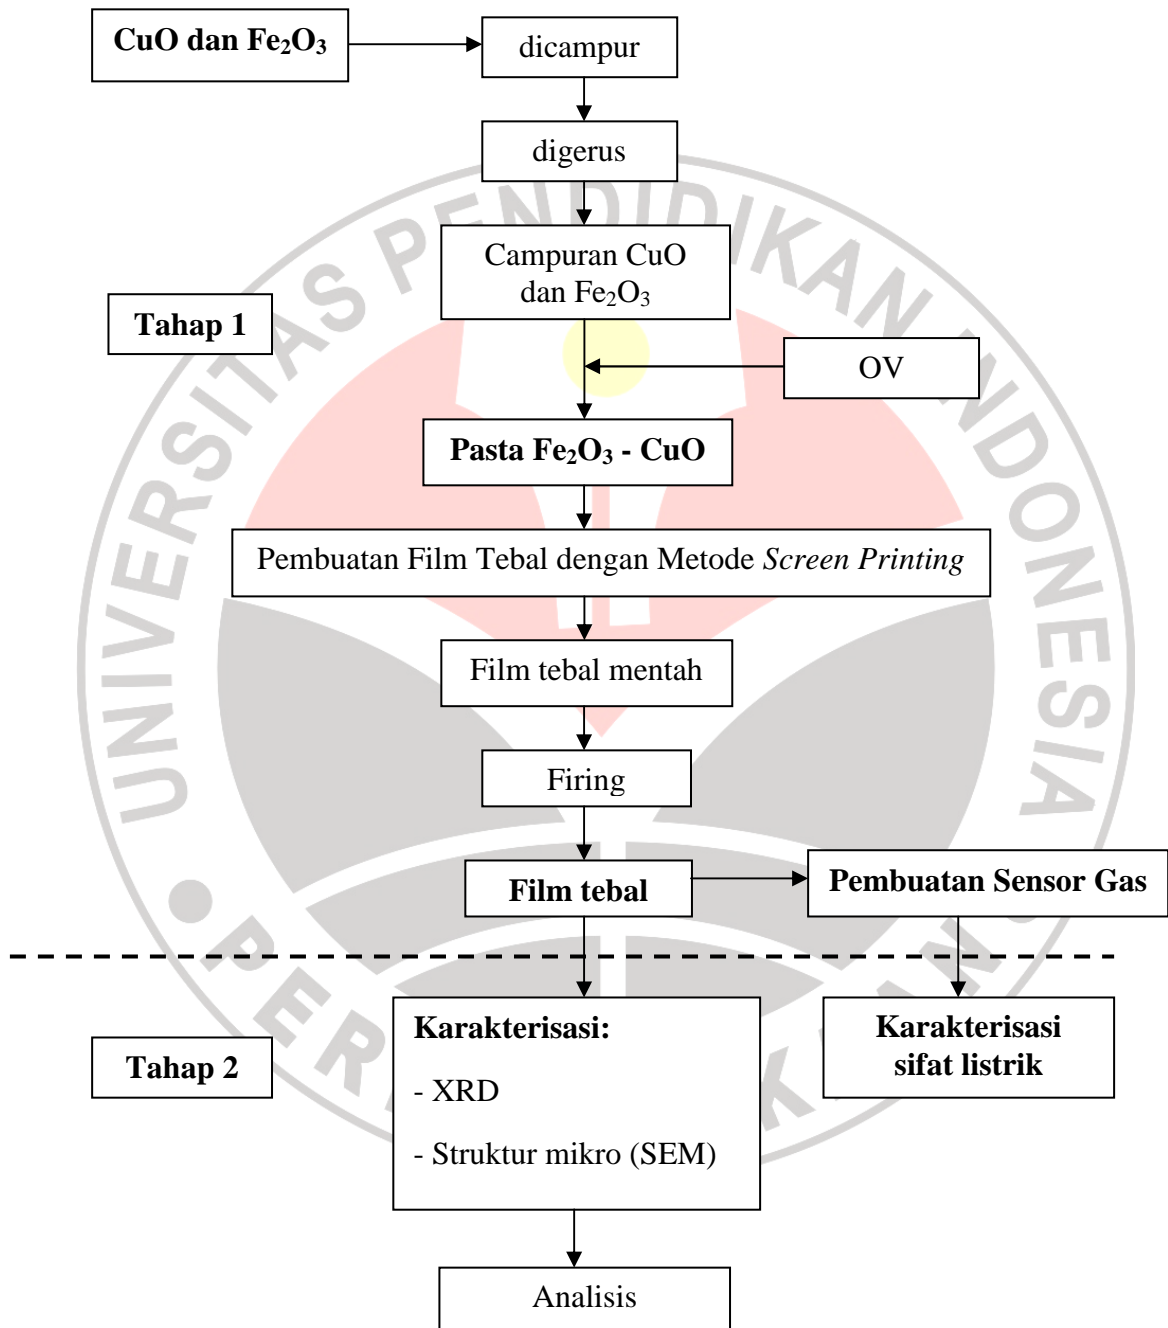 CuO dan Fe₂O₃
dicampur
digerus
Campuran CuO
dan Fe₂O₃
Tahap 1
OV
Pasta Fe₂O₃ - CuO
Pembuatan Film Tebal dengan Metode Screen Printing
Film tebal mentah
Firing
Film tebal
Pembuatan Sensor Gas
Tahap 2
Karakterisasi:
- XRD
- Struktur mikro (SEM)
Karakterisasi
sifat listrik
Analisis
UNIVERSITAS PENDIDIKAN INDONESIA